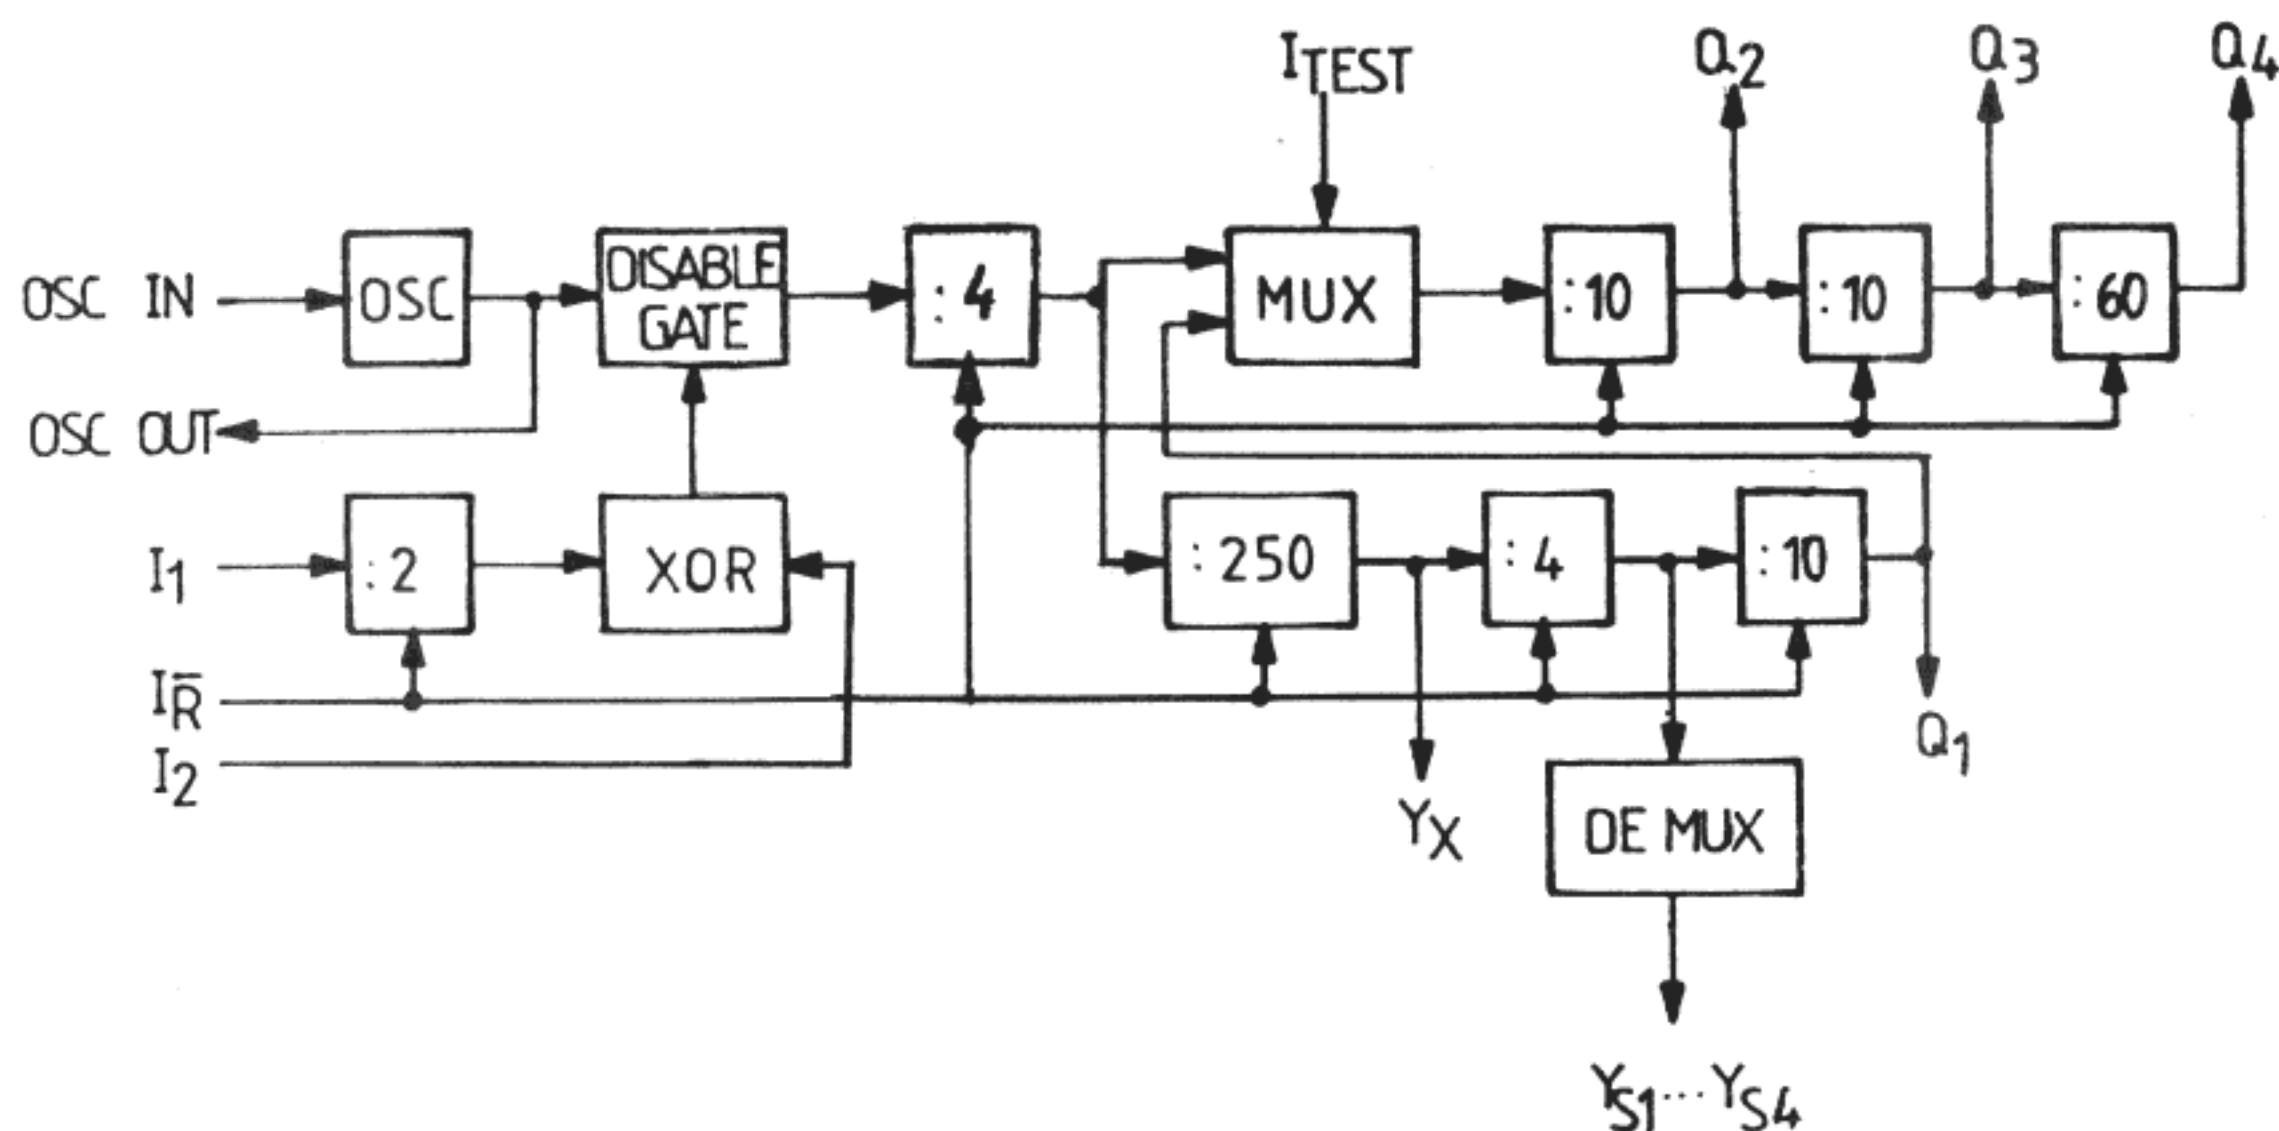 I TEST
Q2
Q3
Q4
OSC IN
OSC
DISABLE
GATE
: 4
MUX
:10
:10
: 60
OSC OUT
I1
: 2
XOR
: 250
: 4
:10
IR̅
I2
Q1
YX
DE MUX
YS1...YS4